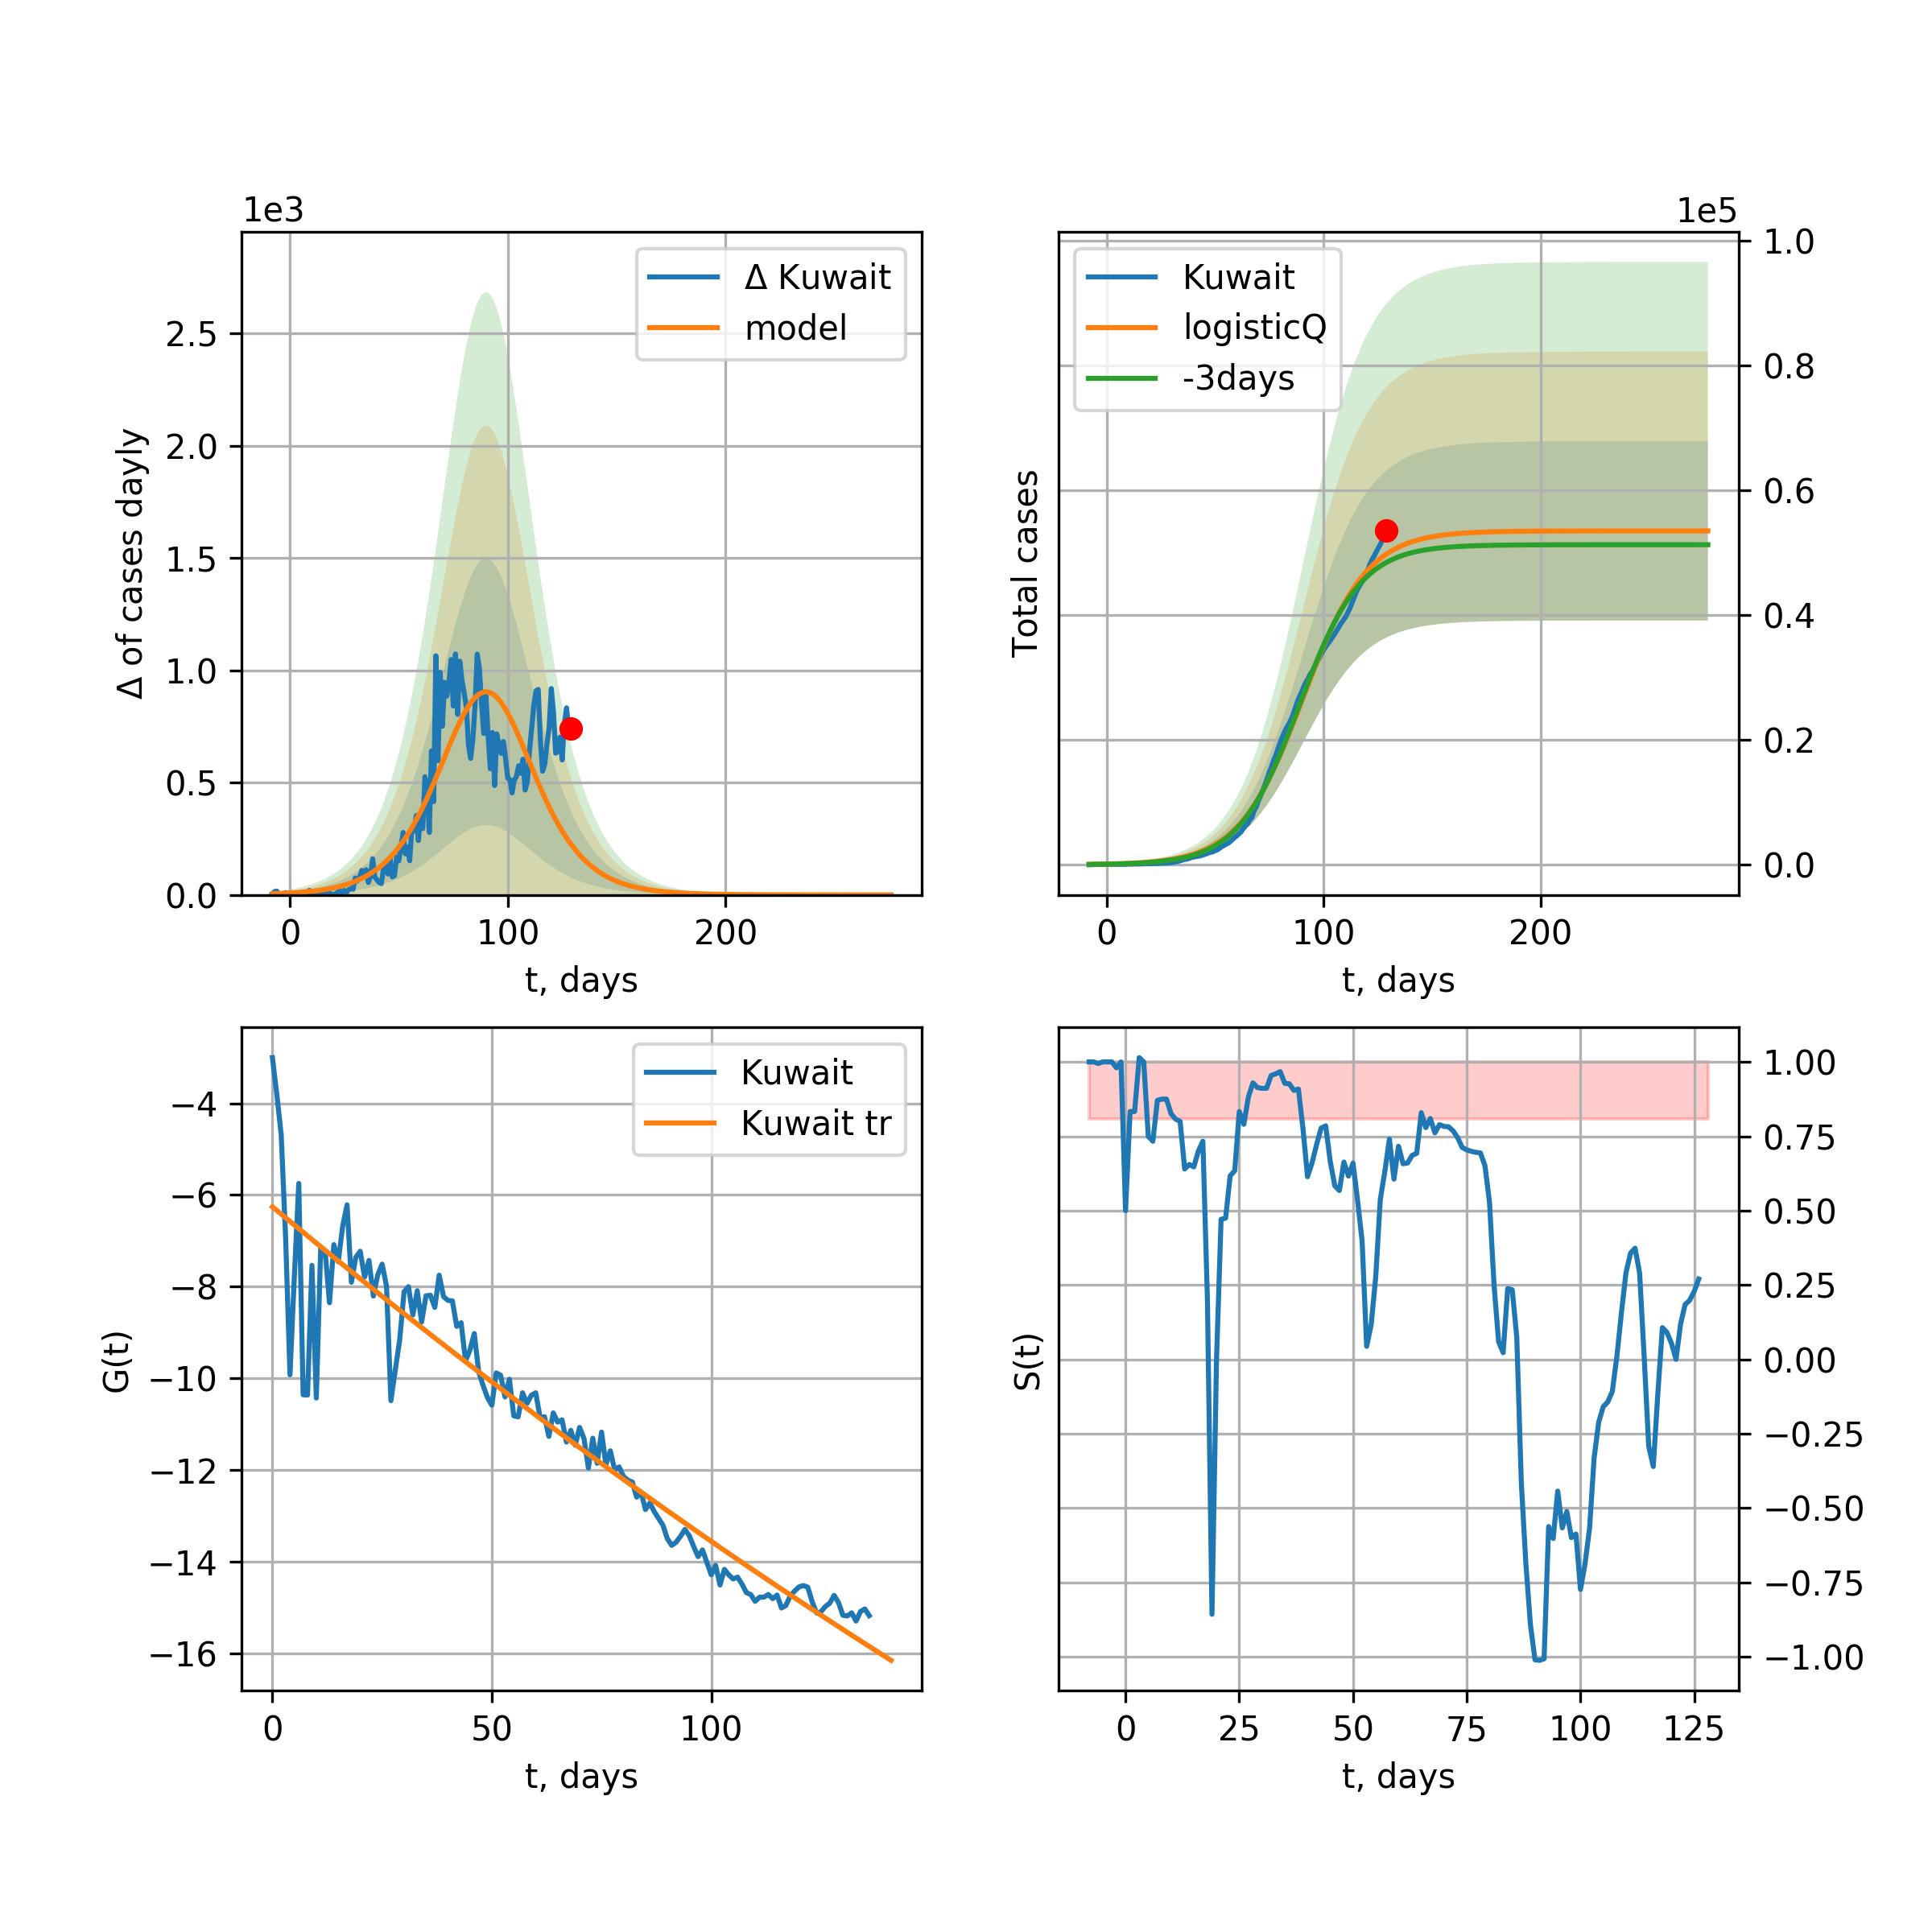 1e3
Δ Kuwait
model
2.5
2.0
1.5
1.0
0.5
0.0
Δ of cases dayly
0 100 200
t, days
1e5
Kuwait
logisticQ
-3days
1.0
0.8
0.6
0.4
0.2
0.0
Total cases
0 100 200
t, days
Kuwait
Kuwait tr
−4
−6
−8
−10
−12
−14
−16
G(t)
0 50 100
t, days
1.00
0.75
0.50
0.25
0.00
−0.25
−0.50
−0.75
−1.00
S(t)
0 25 50 75 100 125
t, days